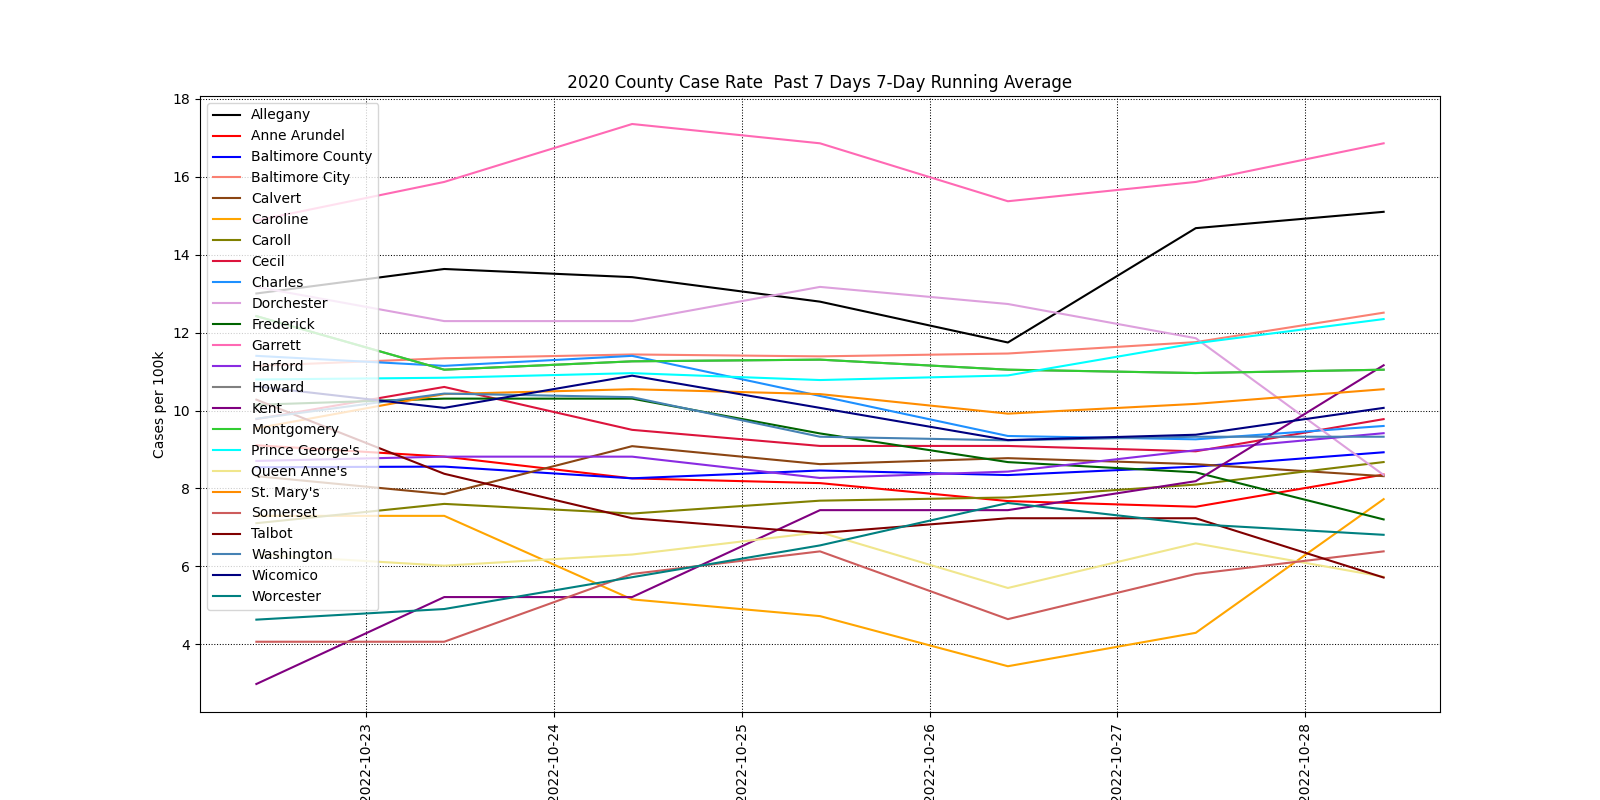 2020 County Case Rate  Past 7 Days 7-Day Running Average
Cases per 100k
18
16
14
12
10
8
6
4
Allegany
Anne Arundel
Baltimore County
Baltimore City
Calvert
Caroline
Caroll
Cecil
Charles
Dorchester
Frederick
Garrett
Harford
Howard
Kent
Montgomery
Prince George's
Queen Anne's
St. Mary's
Somerset
Talbot
Washington
Wicomico
Worcester
2022-10-23
2022-10-24
2022-10-25
2022-10-26
2022-10-27
2022-10-28